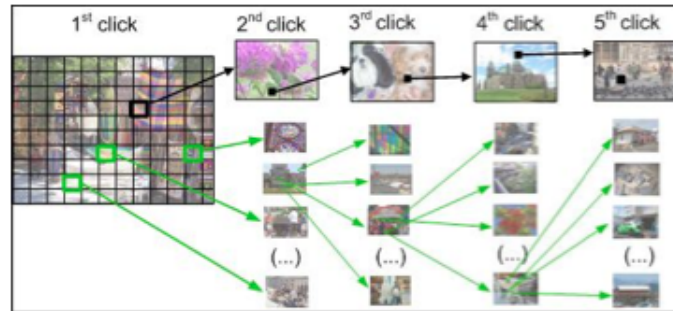 1st click
2nd click
3rd click
4th click
5th click
(...)
(...)
(...)
(...)